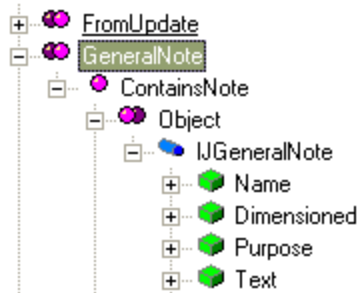 FromUpdate
GeneralNote
ContainsNote
Object
IJGeneralNote
Name
Dimensioned
Purpose
Text